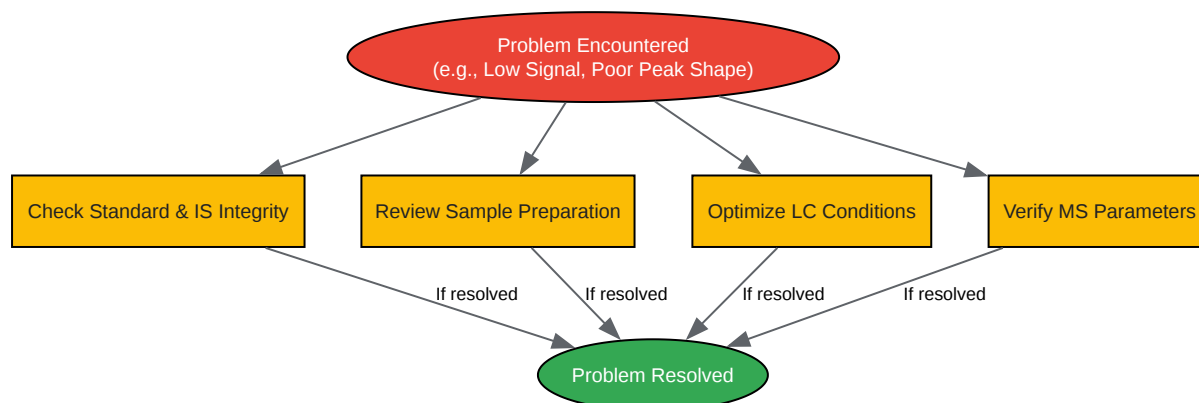 Problem Encountered
(e.g., Low Signal, Poor Peak Shape)
Check Standard & IS Integrity
Review Sample Preparation
Optimize LC Conditions
Verify MS Parameters
If resolved
If resolved
If resolved
If resolved
Problem Resolved